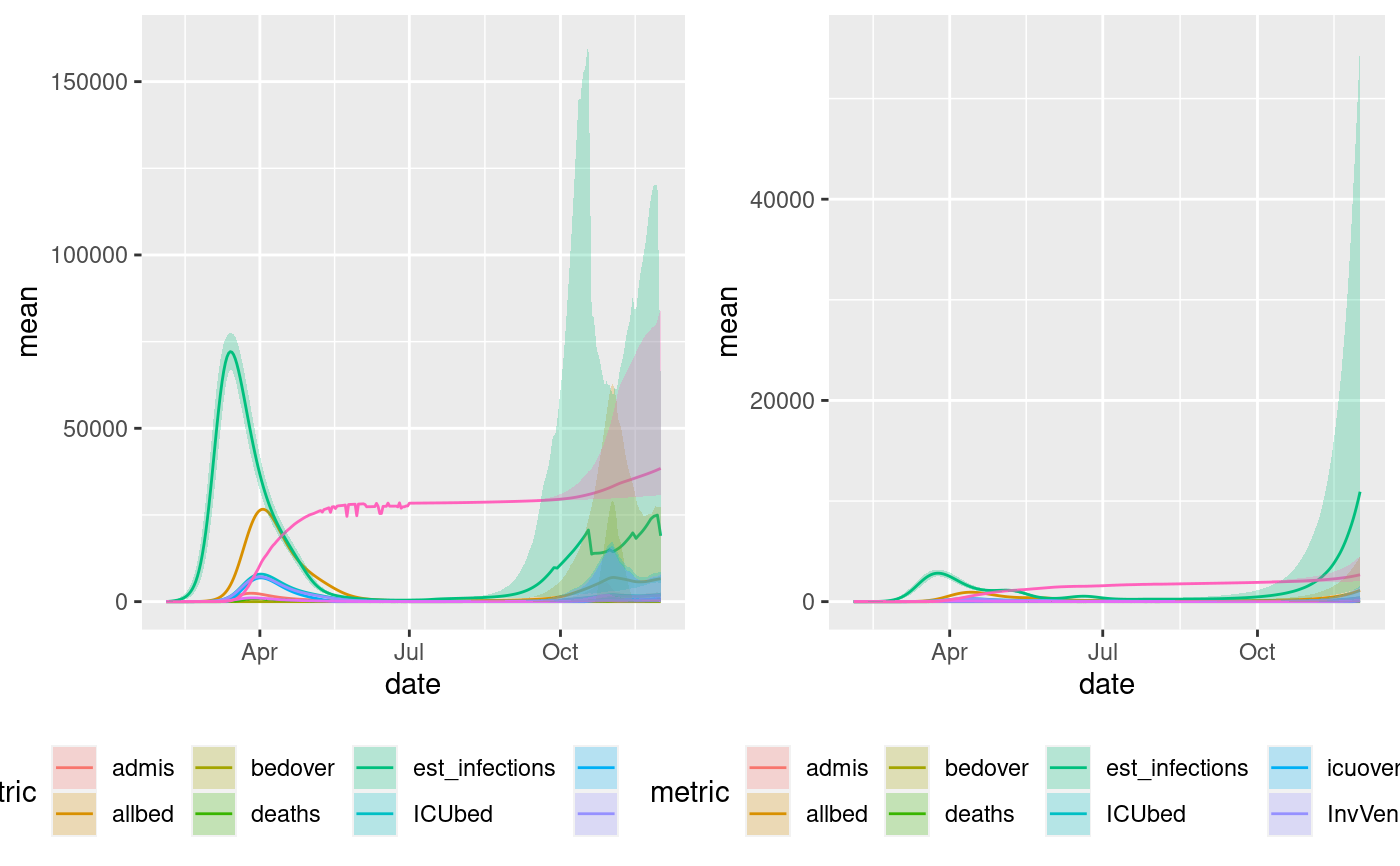 150000
100000
50000
0
mean
Apr
Jul
Oct
date
40000
20000
0
mean
Apr
Jul
Oct
date
tric
admis
bedover
est_infections
allbed
deaths
ICUbed
metric
admis
bedover
est_infections
icuover
allbed
deaths
ICUbed
InvVen